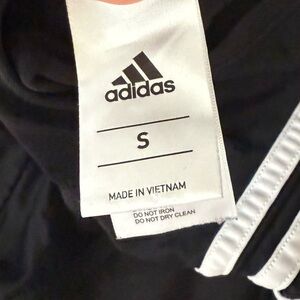 adidas
S
MADE IN VIETNAM
DO NOT IRON
DO NOT DRY CLEAN